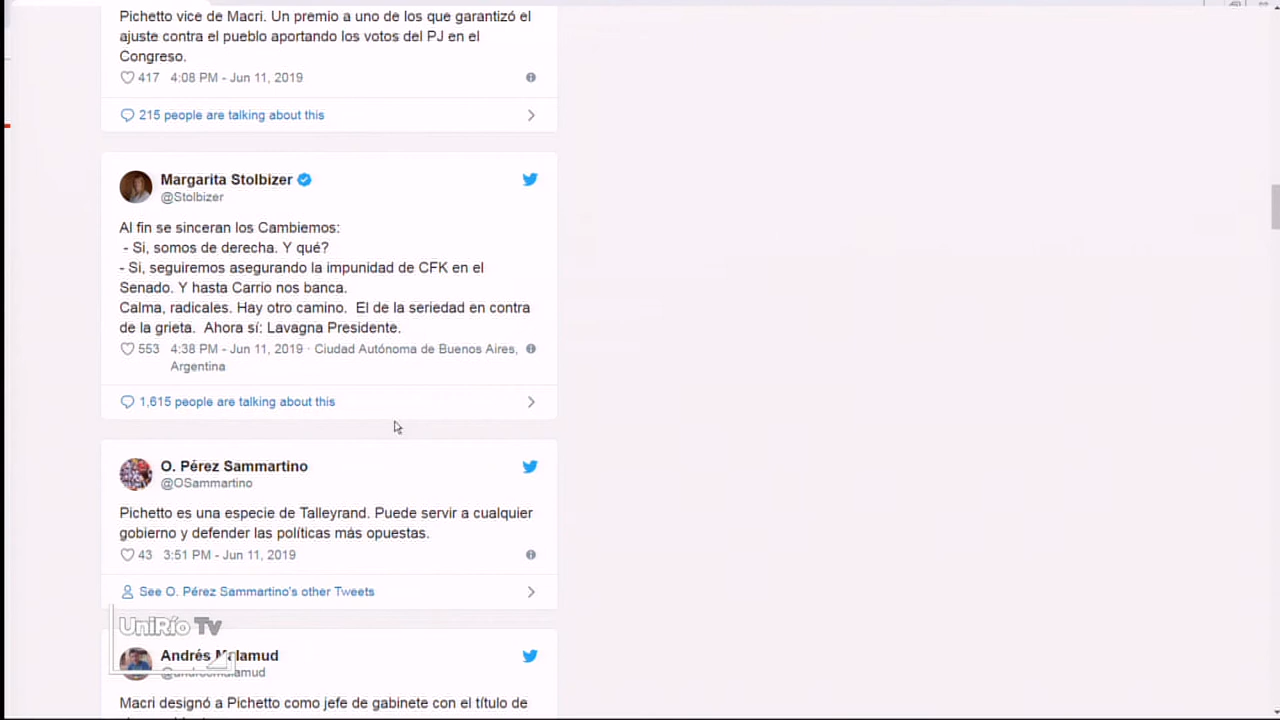 Pichetto vice de Macri. Un premio a uno de los que garantizó el
ajuste contra el pueblo aportando los votos del PJ en el
Congreso.
417 4:08 PM - Jun 11, 2019
215 people are talking about this
Margarita Stolbizer
@Stolbizer
Al fin se sinceran los Cambiemos:
- Si, somos de derecha. Y qué?
- Si, seguiremos asegurando la impunidad de CFK en el
Senado. Y hasta Carrio nos banca.
Calma, radicales. Hay otro camino. El de la seriedad en contra
de la grieta. Ahora sí: Lavagna Presidente.
553 4:38 PM - Jun 11, 2019 · Ciudad Autónoma de Buenos Aires,
Argentina
1,615 people are talking about this
O. Pérez Sammartino
@OSammartino
Pichetto es una especie de Talleyrand. Puede servir a cualquier
gobierno y defender las políticas más opuestas.
43 3:51 PM - Jun 11, 2019
See O. Pérez Sammartino's other Tweets
UniRío Tv
Andrés Malamud
@andresmalamud
Macri designó a Pichetto como jefe de gabinete con el título de